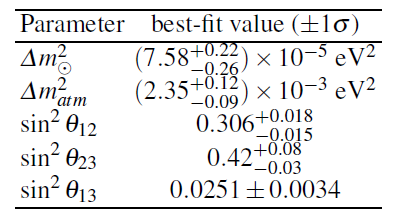 Parameter best-fit value (±1σ)
Δm²⊙ (7.58+0.22−0.26) × 10−5 eV2
Δm²atm (2.35+0.12−0.09) × 10−3 eV2
sin2 θ12 0.306+0.018−0.015
sin2 θ23 0.42+0.08−0.03
sin2 θ13 0.0251 ± 0.0034